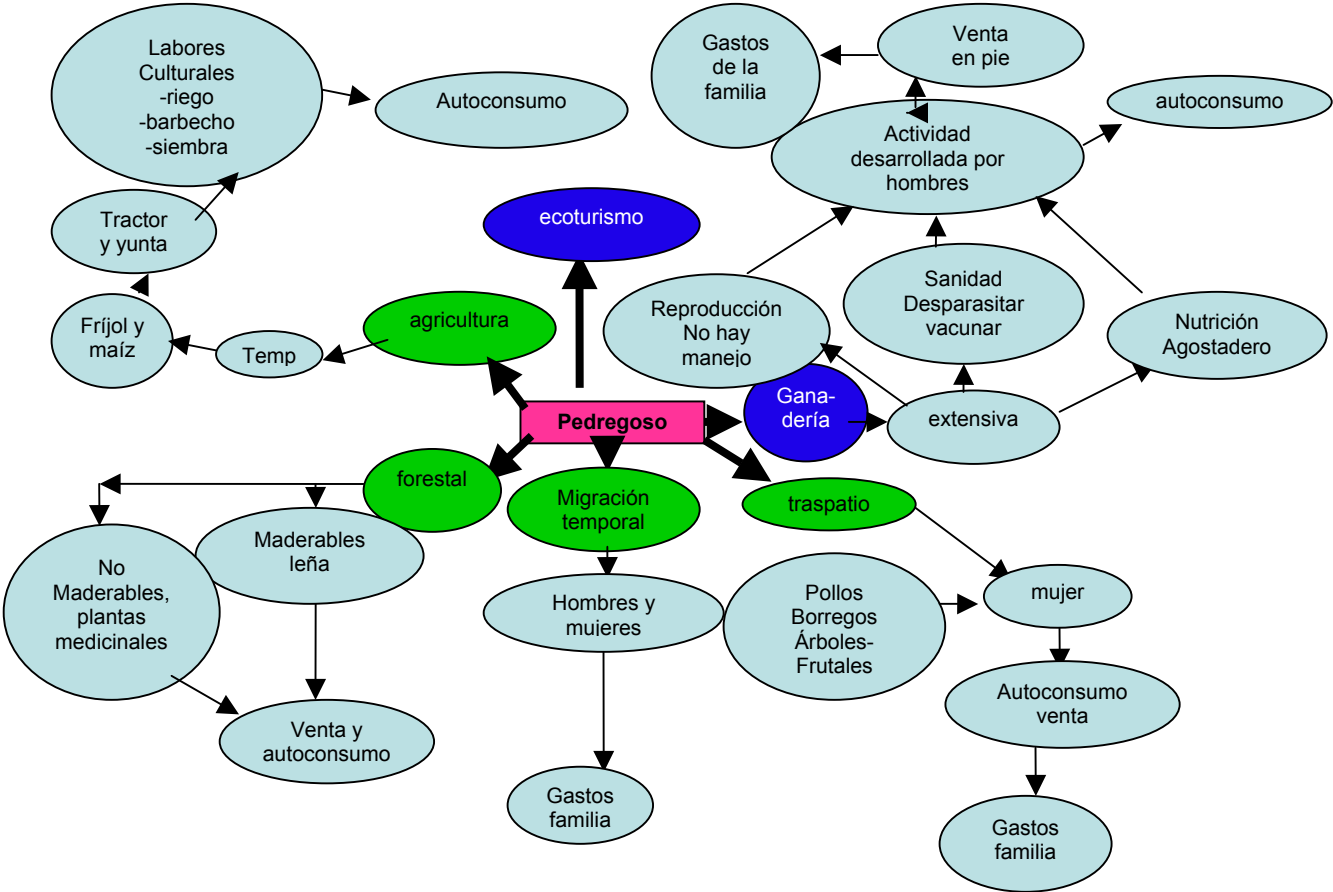 Labores
Culturales
-riego
-barbecho
-siembra
Autoconsumo
Gastos
de la
familia
Venta
en pie
autoconsumo
Actividad
desarrollada por
hombres
Tractor
y yunta
ecoturismo
Sanidad
Desparasitar
vacunar
Reproducción
No hay
manejo
Nutrición
Agostadero
Fríjol y
maíz
Temp
agricultura
Pedregoso
Gana-
dería
extensiva
forestal
Migración
temporal
traspatio
No
Maderables,
plantas
medicinales
Maderables
leña
Hombres y
mujeres
Pollos
Borregos
Árboles-
Frutales
mujer
Autoconsumo
venta
Venta y
autoconsumo
Gastos
familia
Gastos
familia